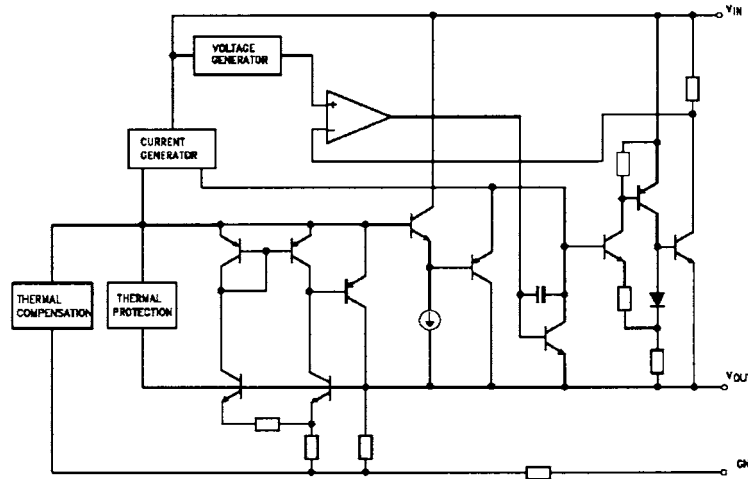 VIN
VOLTAGE
GENERATOR
+
−
CURRENT
GENERATOR
THERMAL
COMPENSATION
THERMAL
PROTECTION
VOUT
GN